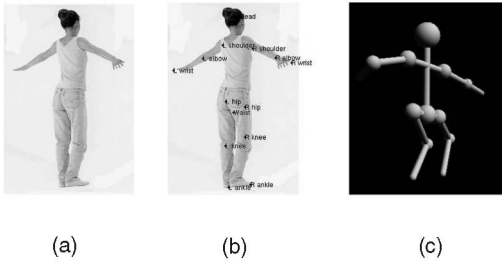 Head
L shoulder
R shoulder
L elbow
R elbow
L wrist
R wrist
L hip
R hip
Waist
R knee
L knee
L ankle
R ankle
(a)
(b)
(c)